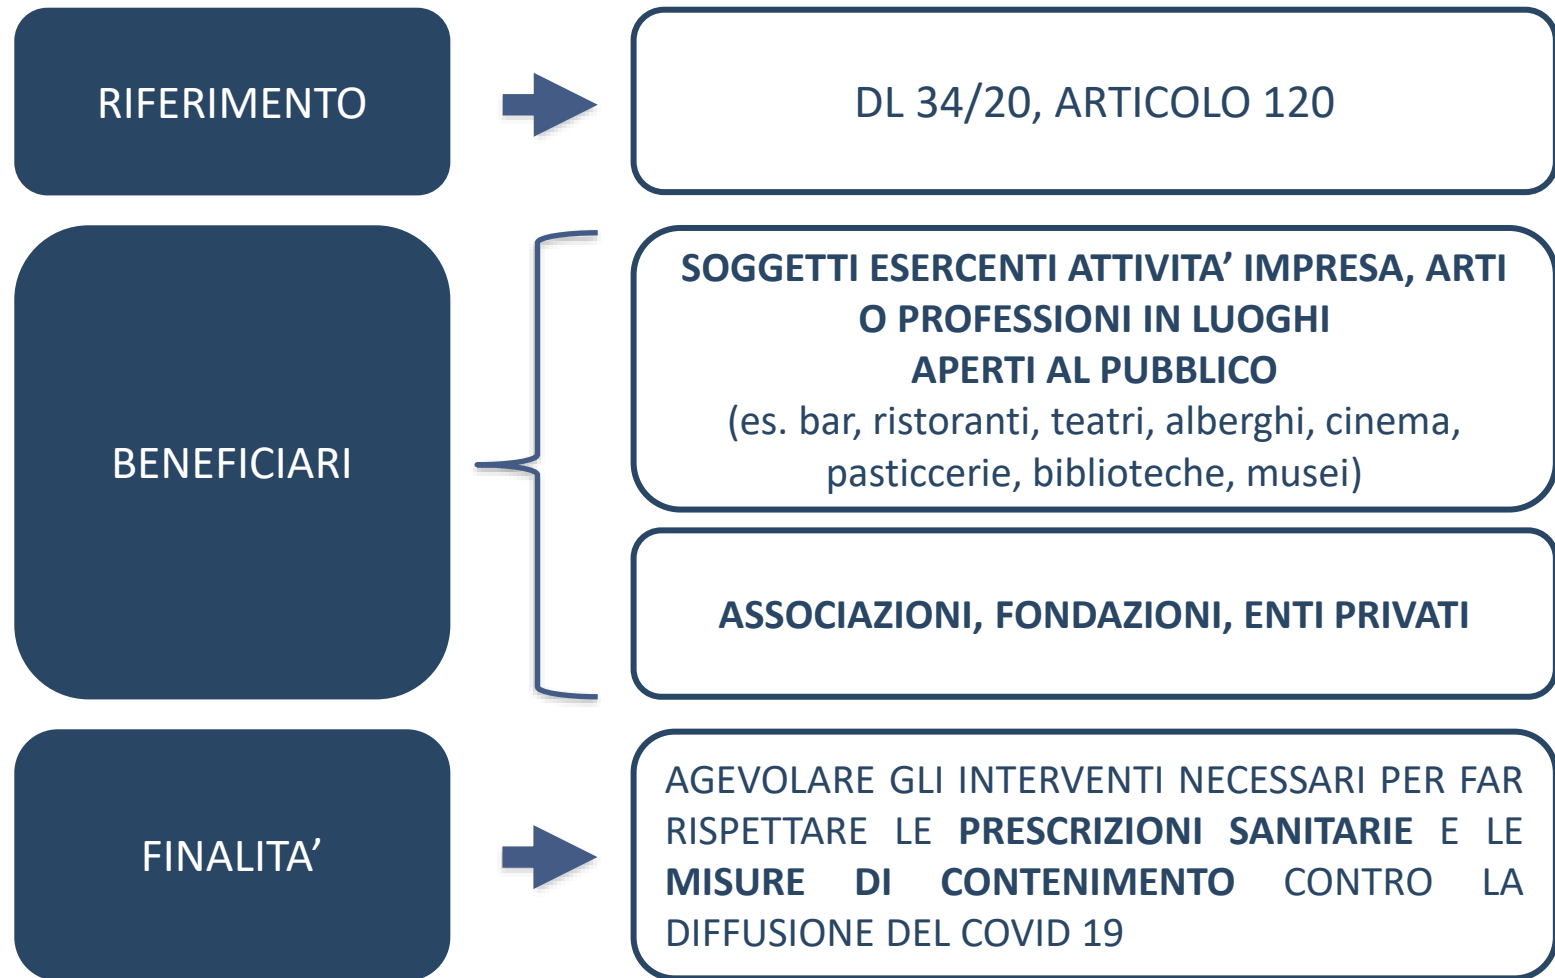 RIFERIMENTO
DL 34/20, ARTICOLO 120
BENEFICIARI
SOGGETTI ESERCENTI ATTIVITA’ IMPRESA, ARTI
O PROFESSIONI IN LUOGHI
APERTI AL PUBBLICO
(es. bar, ristoranti, teatri, alberghi, cinema,
pasticcerie, biblioteche, musei)
ASSOCIAZIONI, FONDAZIONI, ENTI PRIVATI
FINALITA’
AGEVOLARE GLI INTERVENTI NECESSARI PER FAR
RISPETTARE LE PRESCRIZIONI SANITARIE E LE
MISURE DI CONTENIMENTO CONTRO LA
DIFFUSIONE DEL COVID 19